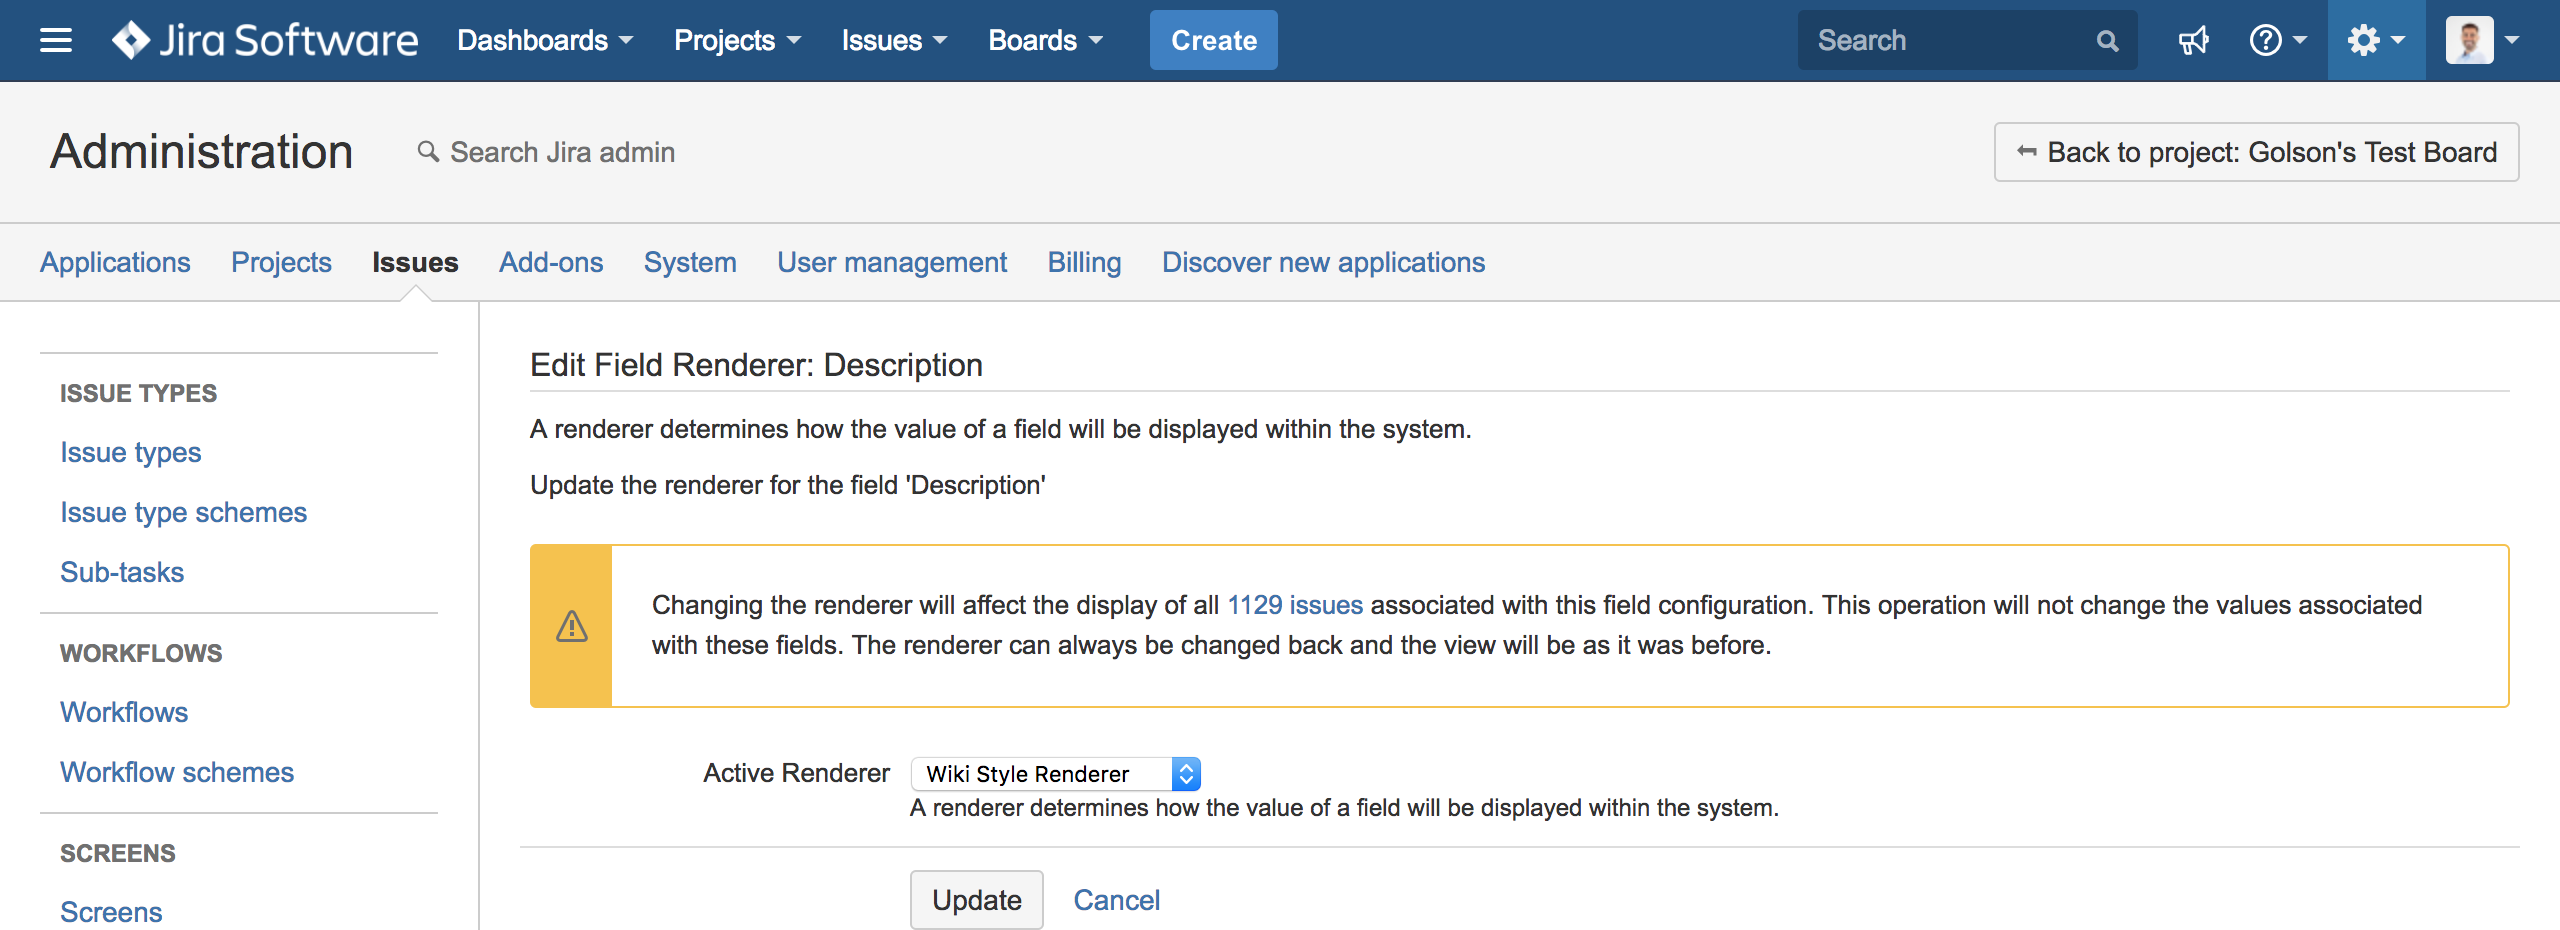 Jira Software Dashboards Projects Issues Boards Create Search
Administration Search Jira admin Back to project: Golson's Test Board
Applications Projects Issues Add-ons System User management Billing Discover new applications
ISSUE TYPES
Issue types
Issue type schemes
Sub-tasks
WORKFLOWS
Workflows
Workflow schemes
SCREENS
Screens
Edit Field Renderer: Description
A renderer determines how the value of a field will be displayed within the system.
Update the renderer for the field 'Description'
Changing the renderer will affect the display of all 1129 issues associated with this field configuration. This operation will not change the values associated
with these fields. The renderer can always be changed back and the view will be as it was before.
Active Renderer Wiki Style Renderer
A renderer determines how the value of a field will be displayed within the system.
Update Cancel